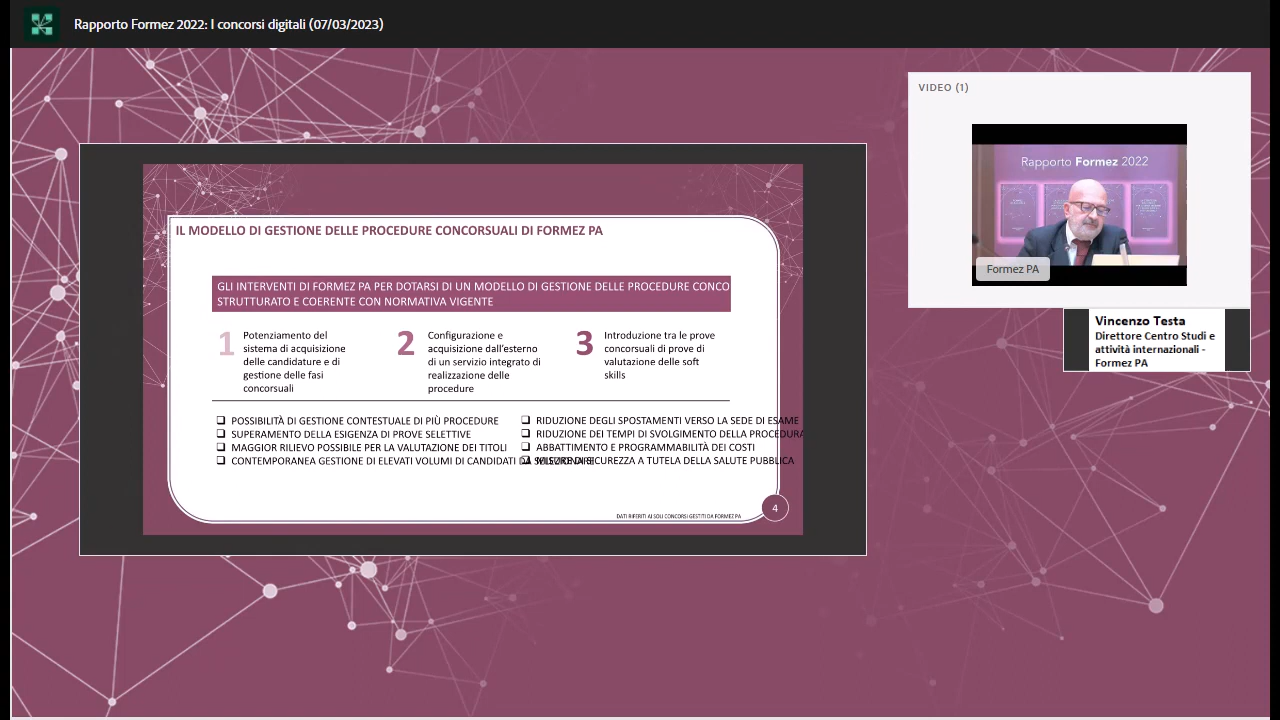 Rapporto Formez 2022: I concorsi digitali (07/03/2023)
VIDEO (1)
Rapporto Formez 2022
Formez PA
Vincenzo Testa
Direttore Centro Studi e
attività internazionali -
Formez PA
IL MODELLO DI GESTIONE DELLE PROCEDURE CONCORSUALI DI FORMEZ PA
GLI INTERVENTI DI FORMEZ PA PER DOTARSI DI UN MODELLO DI GESTIONE DELLE PROCEDURE CONCO
STRUTTURATO E COERENTE CON NORMATIVA VIGENTE
1
Potenziamento del
sistema di acquisizione
delle candidature e di
gestione delle fasi
concorsuali
2
Configurazione e
acquisizione dall'esterno
di un servizio integrato di
realizzazione delle
procedure
3
Introduzione tra le prove
concorsuali di prove di
valutazione delle soft
skills
POSSIBILITÀ DI GESTIONE CONTESTUALE DI PIÙ PROCEDURE
SUPERAMENTO DELLA ESIGENZA DI PROVE SELETTIVE
MAGGIOR RILIEVO POSSIBILE PER LA VALUTAZIONE DEI TITOLI
CONTEMPORANEA GESTIONE DI ELEVATI VOLUMI DI CANDIDATI DA
RIDUZIONE DEGLI SPOSTAMENTI VERSO LA SEDE DI ESAME
RIDUZIONE DEI TEMPI DI SVOLGIMENTO DELLA PROCEDURA
ABBATTIMENTO E PROGRAMMABILITÀ DEI COSTI
MISURE DI SICUREZZA A TUTELA DELLA SALUTE PUBBLICA
DATI RIFERITI AI SOLI CONCORSI GESTITI DA FORMEZ PA
4